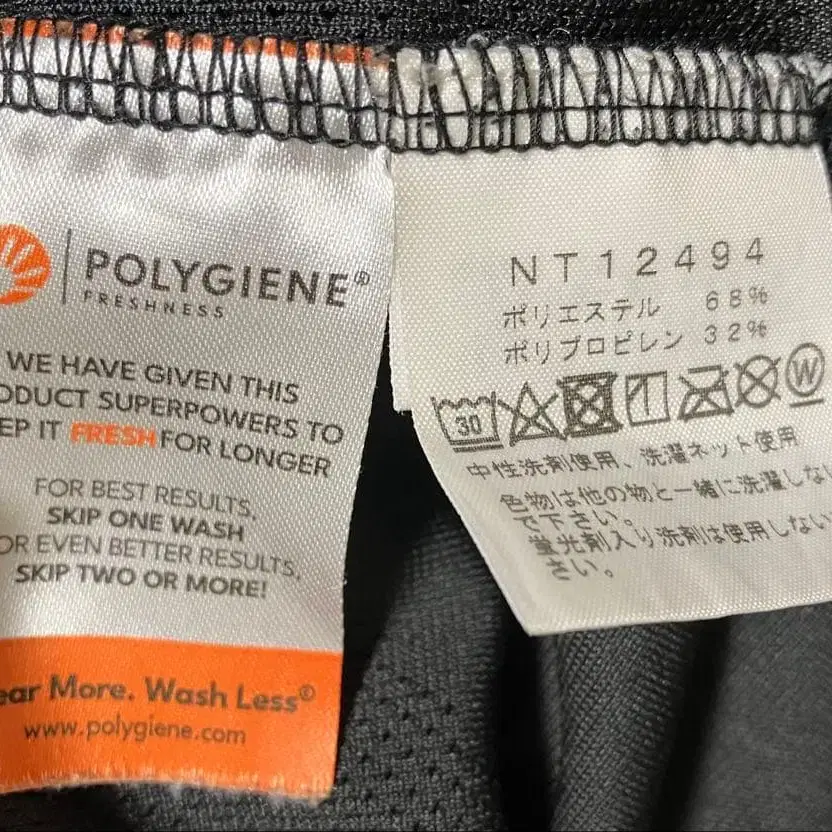 POLYGIENE®
FRESHNESS
WE HAVE GIVEN THIS
ODUCT SUPERPOWERS TO
EP IT FRESH FOR LONGER
FOR BEST RESULTS,
SKIP ONE WASH
OR EVEN BETTER RESULTS,
SKIP TWO OR MORE!
ear More. Wash Less®
www.polygiene.com
NT12494
ポリエステル 68%
ポリプロピレン 32%
30 W
中性洗剤使用、洗濯ネット使用
色物は他の物と一緒に洗濯しない
で下さい。
蛍光剤入り洗剤は使用しない
さい。